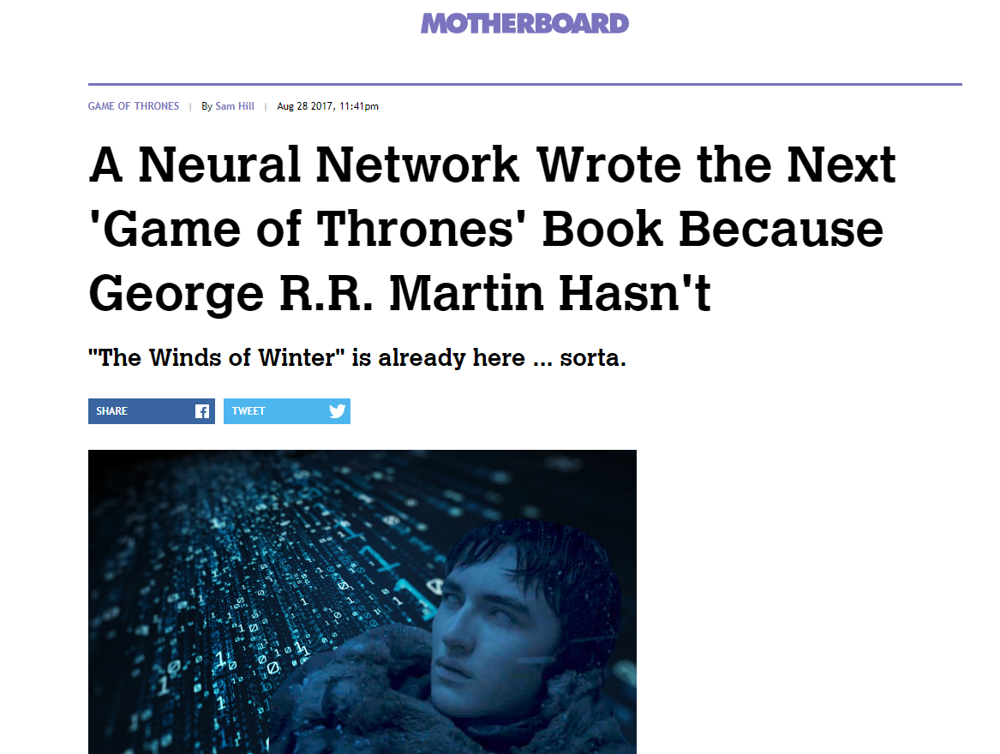 MOTHERBOARD
GAME OF THRONES | By Sam Hill | Aug 28 2017, 11:41pm
A Neural Network Wrote the Next
'Game of Thrones' Book Because
George R.R. Martin Hasn't
"The Winds of Winter" is already here ... sorta.
SHARE
TWEET